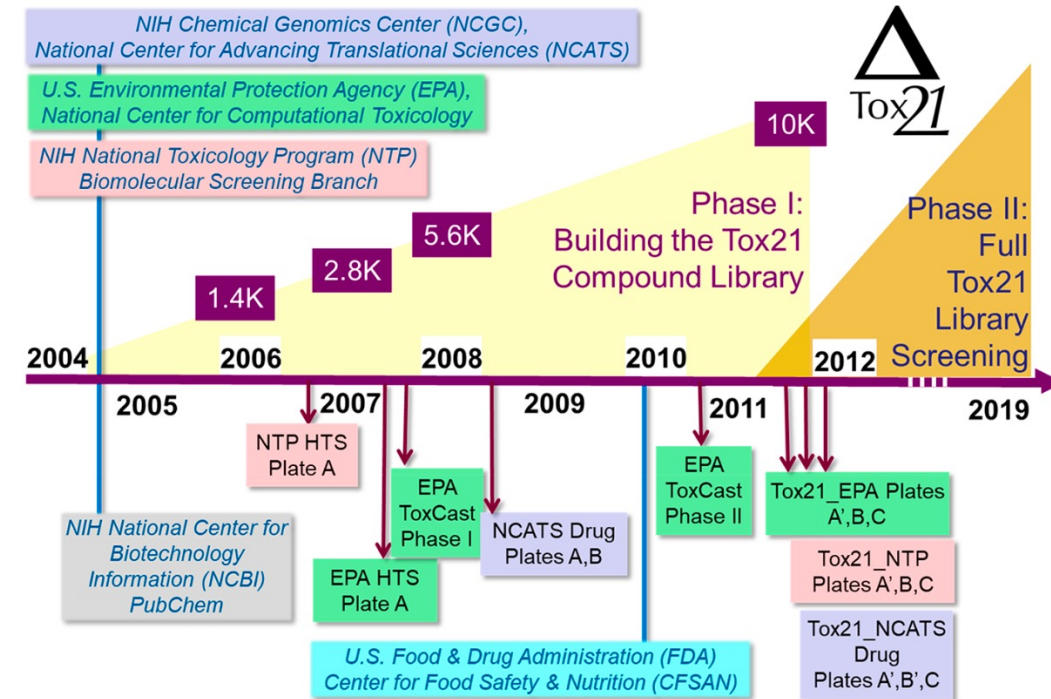 NIH Chemical Genomics Center (NCGC),
National Center for Advancing Translational Sciences (NCATS)
U.S. Environmental Protection Agency (EPA),
National Center for Computational Toxicology
NIH National Toxicology Program (NTP)
Biomolecular Screening Branch
Tox21
10K
5.6K
2.8K
1.4K
Phase I:
Building the Tox21
Compound Library
Phase II:
Full
Tox21
Library
Screening
2004
2006
2008
2010
2012
2005
2007
2009
2011
2019
NTP HTS
Plate A
EPA
ToxCast
Phase I
EPA HTS
Plate A
NCATS Drug
Plates A,B
EPA
ToxCast
Phase II
Tox21_EPA Plates
A',B,C
Tox21_NTP
Plates A',B,C
Tox21_NCATS
Drug
Plates A',B',C
NIH National Center for
Biotechnology
Information (NCBI)
PubChem
U.S. Food & Drug Administration (FDA)
Center for Food Safety & Nutrition (CFSAN)